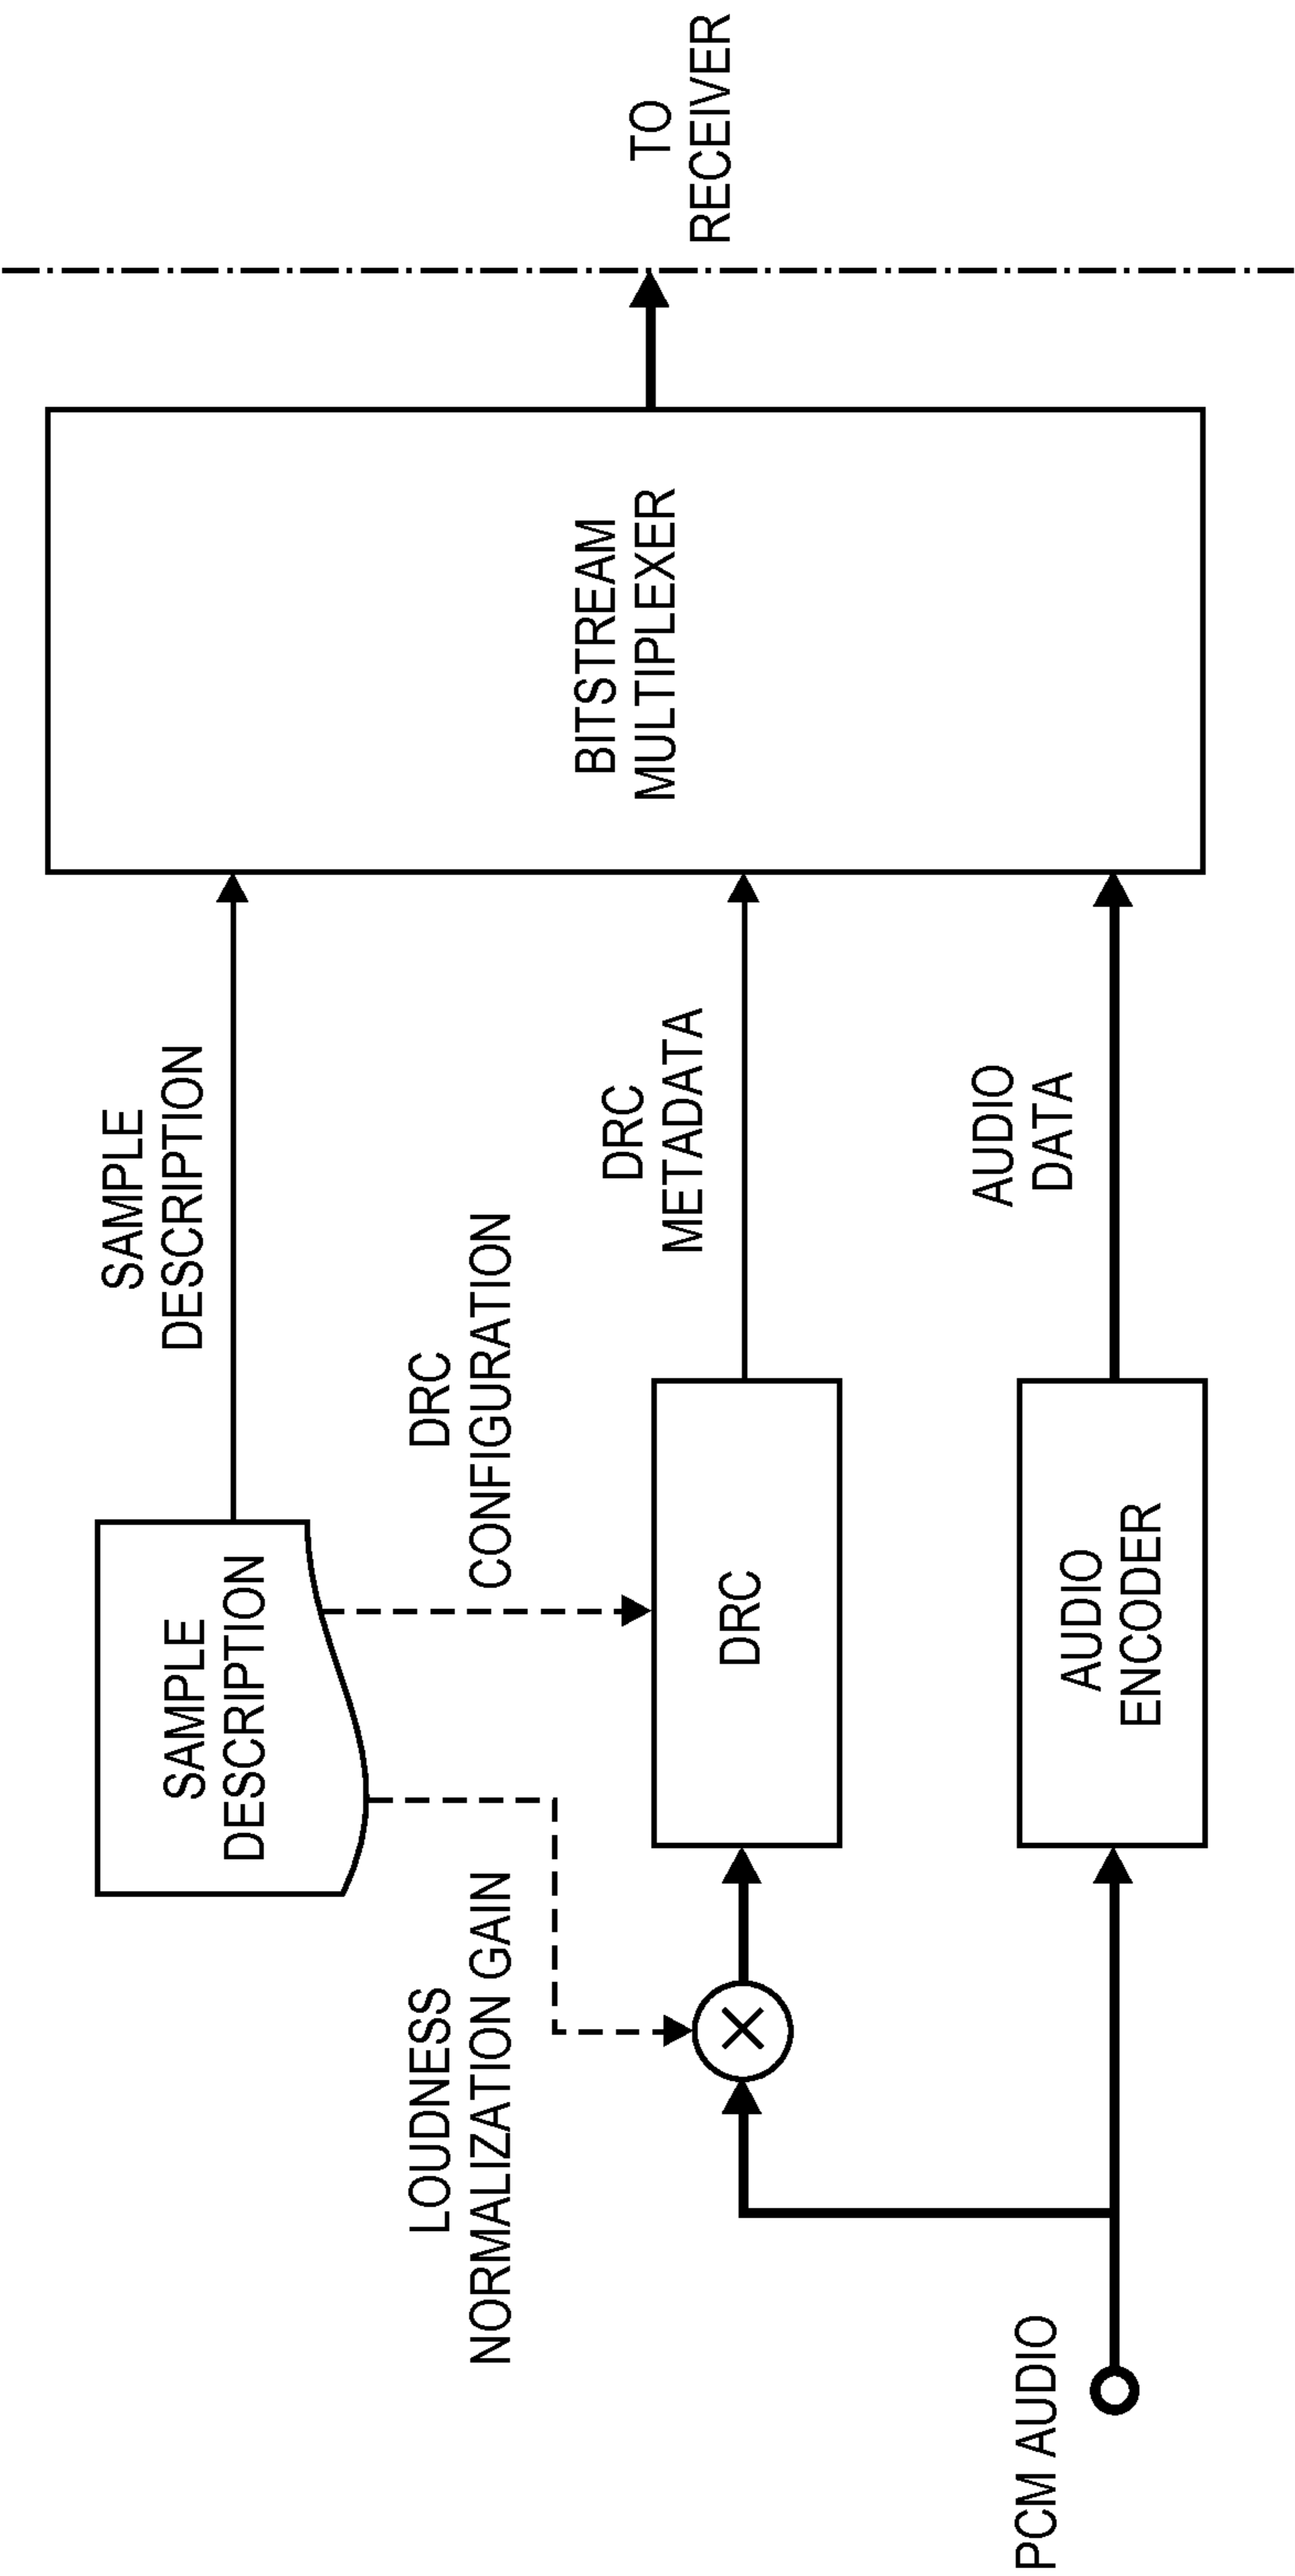 SAMPLE
DESCRIPTION
SAMPLE
DESCRIPTION
LOUDNESS
NORMALIZATION GAIN
DRC
CONFIGURATION
DRC
DRC
METADATA
BITSTREAM
MULTIPLEXER
TO
RECEIVER
PCM AUDIO
AUDIO
ENCODER
AUDIO
DATA